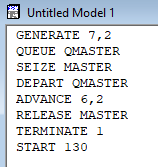 Untitled Model 1
GENERATE 7,2
QUEUE QMASTER
SEIZE MASTER
DEPART QMASTER
ADVANCE 6,2
RELEASE MASTER
TERMINATE 1
START 130